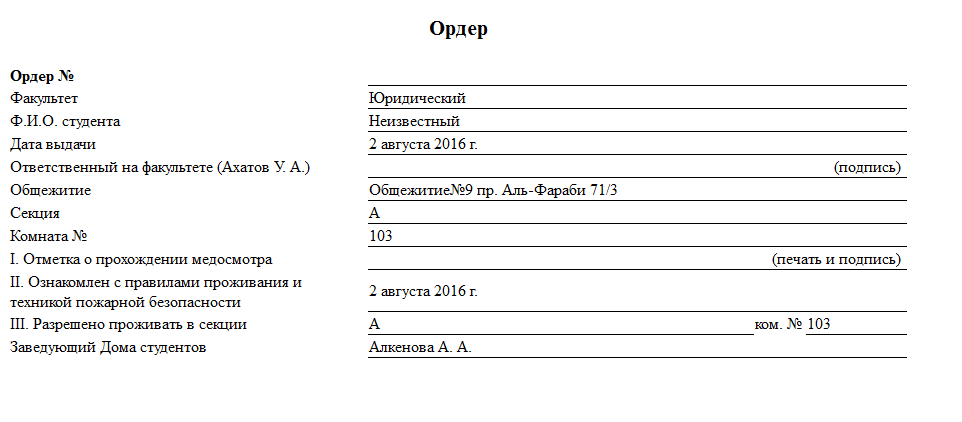 Ордер
Ордер №
Факультет Юридический
Ф.И.О. студента Неизвестный
Дата выдачи 2 августа 2016 г.
Ответственный на факультете (Ахатов У. А.) (подпись)
Общежитие Общежитие№9 пр. Аль-Фараби 71/3
Секция А
Комната № 103
I. Отметка о прохождении медосмотра (печать и подпись)
II. Ознакомлен с правилами проживания и
техникой пожарной безопасности 2 августа 2016 г.
III. Разрешено проживать в секции А ком. № 103
Заведующий Дома студентов Алкенова А. А.